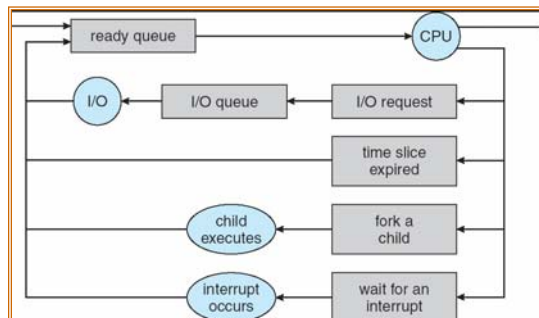 ready queue
CPU
I/O
I/O queue
I/O request
time slice
expired
child
executes
fork a
child
interrupt
occurs
wait for an
interrupt